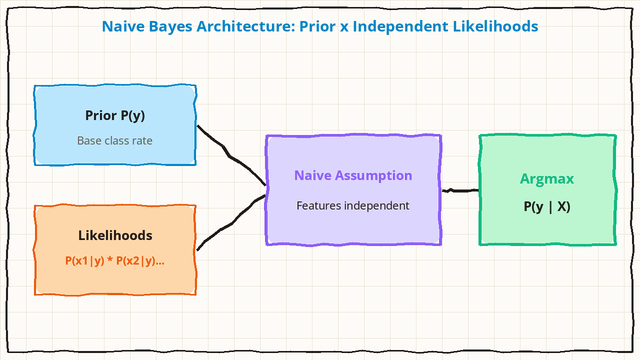 Naive Bayes Architecture: Prior x Independent Likelihoods
Prior P(y)
Base class rate
Likelihoods
P(x1|y) * P(x2|y)...
Naive Assumption
Features independent
Argmax
P(y | X)